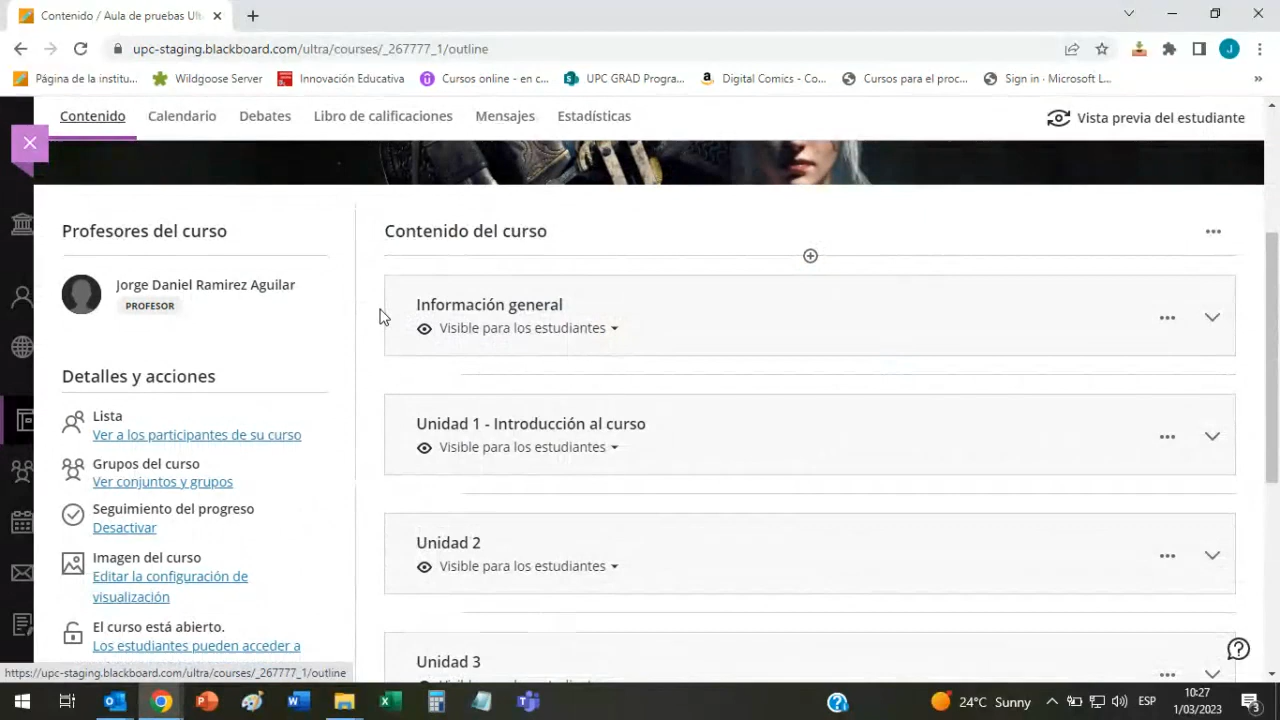 Contenido / Aula de pruebas Ult
upc-staging.blackboard.com/ultra/courses/_267777_1/outline
J
Página de la institu...
Wildgoose Server
Innovación Educativa
Cursos online - en c...
UPC GRAD Progra...
Digital Comics - Co...
Cursos para el proc...
Sign in · Microsoft I...
Contenido
Calendario
Debates
Libro de calificaciones
Mensajes
Estadísticas
Vista previa del estudiante
Profesores del curso
Jorge Daniel Ramirez Aguilar
PROFESOR
Detalles y acciones
Lista
Ver a los participantes de su curso
Grupos del curso
Ver conjuntos y grupos
Seguimiento del progreso
Desactivar
Imagen del curso
Editar la configuración de
visualización
El curso está abierto.
Los estudiantes pueden acceder a
Contenido del curso
Información general
Visible para los estudiantes
Unidad 1 - Introducción al curso
Visible para los estudiantes
Unidad 2
Visible para los estudiantes
Unidad 3
https://upc-staging.blackboard.com/ultra/courses/_267777_1/outline
24°C Sunny
ESP
10:27
1/03/2023
3